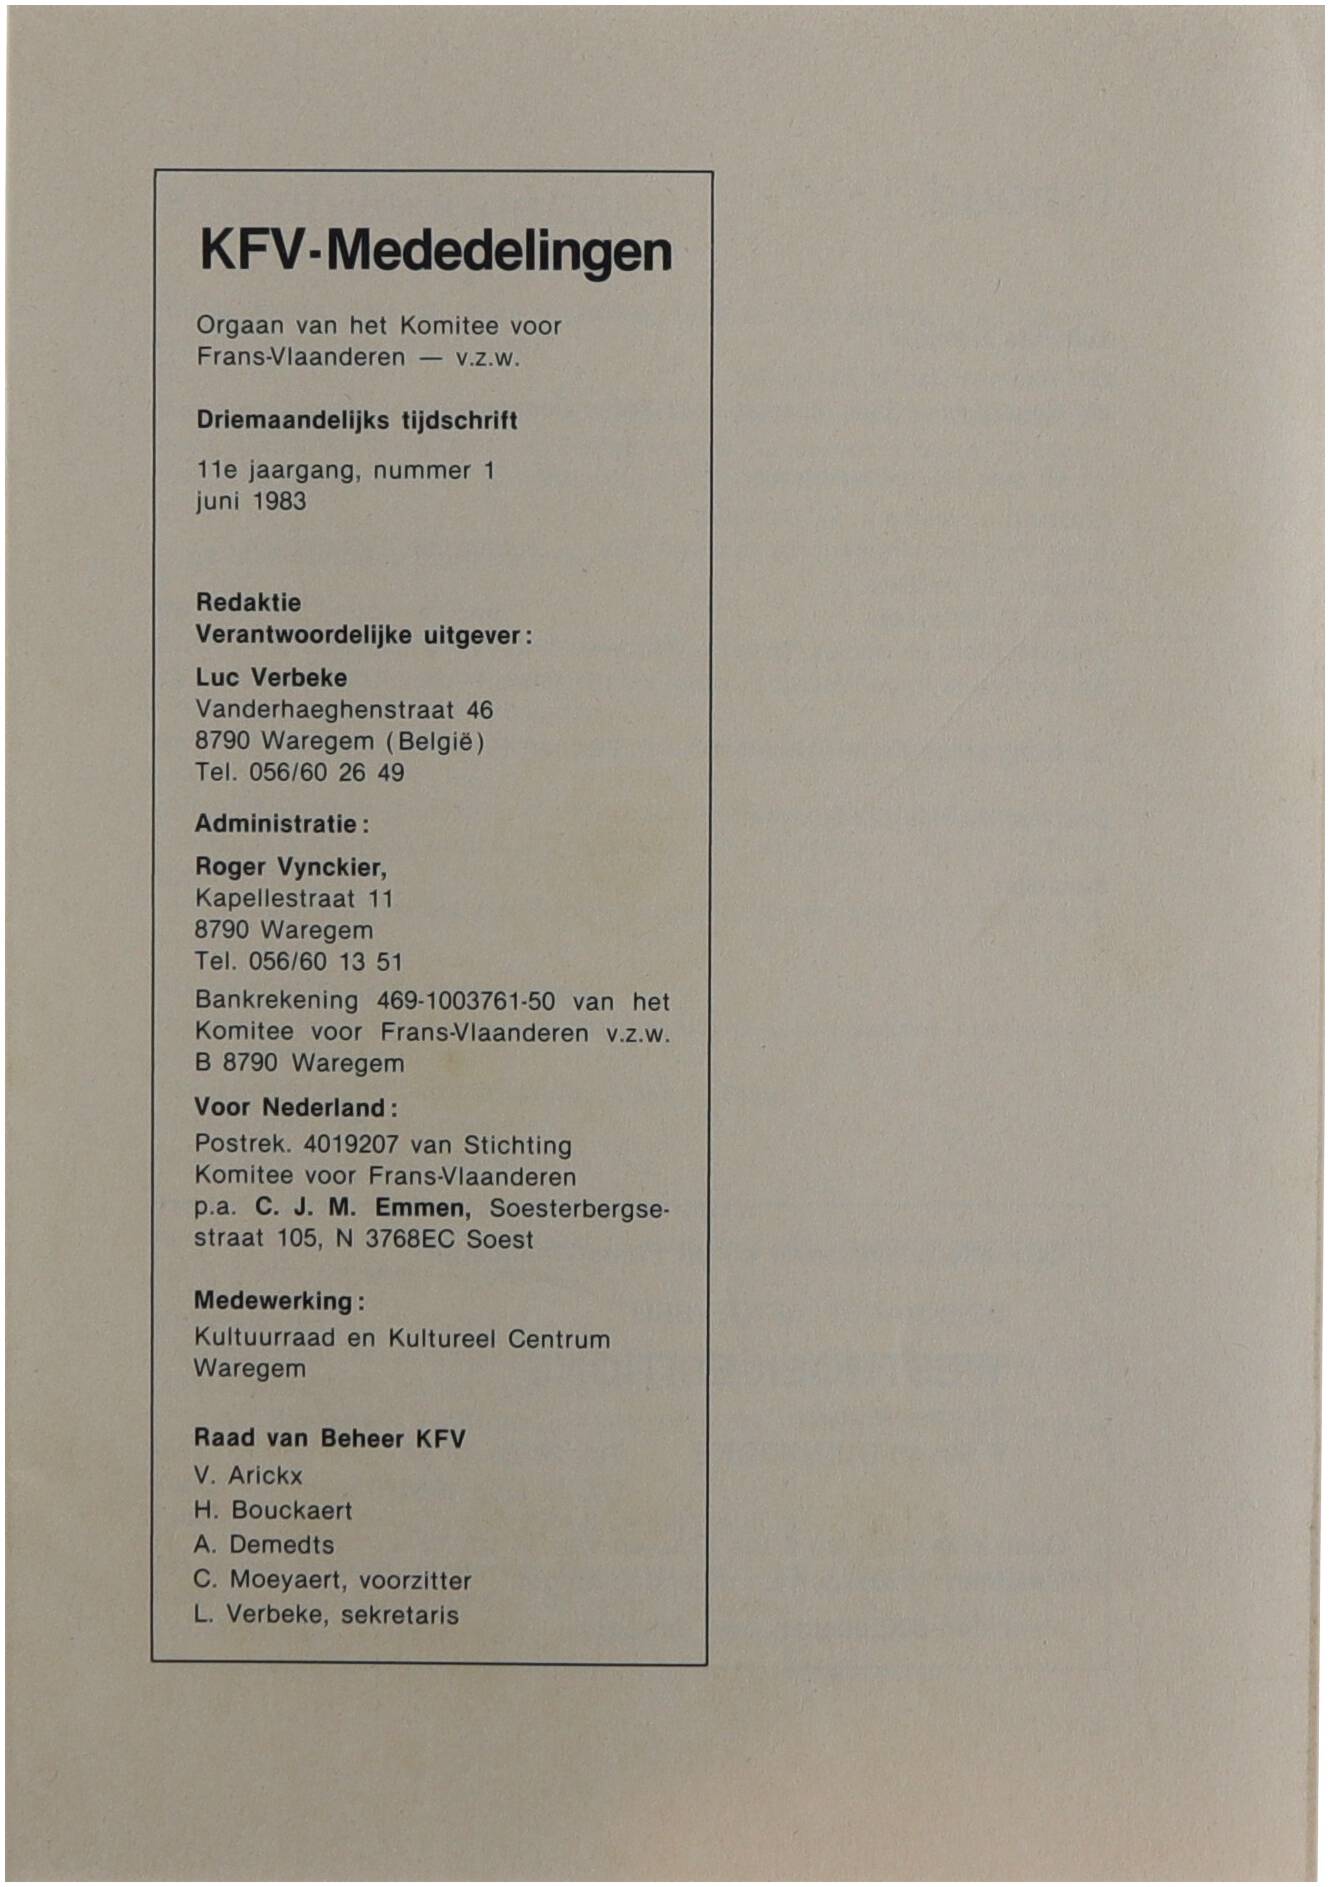 KFV-Mededelingen
Orgaan van het Komitee voor
Frans-Vlaanderen — v.z.w.
Driemaandelijks tijdschrift
11e jaargang, nummer 1
juni 1983
Redaktie
Verantwoordelijke uitgever:
Luc Verbeke
Vanderhaeghenstraat 46
8790 Waregem (België)
Tel. 056/60 26 49
Administratie:
Roger Vynckier,
Kapellestraat 11
8790 Waregem
Tel. 056/60 13 51
Bankrekening 469-1003761-50 van het
Komitee voor Frans-Vlaanderen v.z.w.
B 8790 Waregem
Voor Nederland:
Postrek. 4019207 van Stichting
Komitee voor Frans-Vlaanderen
p.a. C. J. M. Emmen, Soesterbergse-
straat 105, N 3768EC Soest
Medewerking:
Kultuurraad en Kultureel Centrum
Waregem
Raad van Beheer KFV
V. Arickx
H. Bouckaert
A. Demedts
C. Moeyaert, voorzitter
L. Verbeke, sekretaris